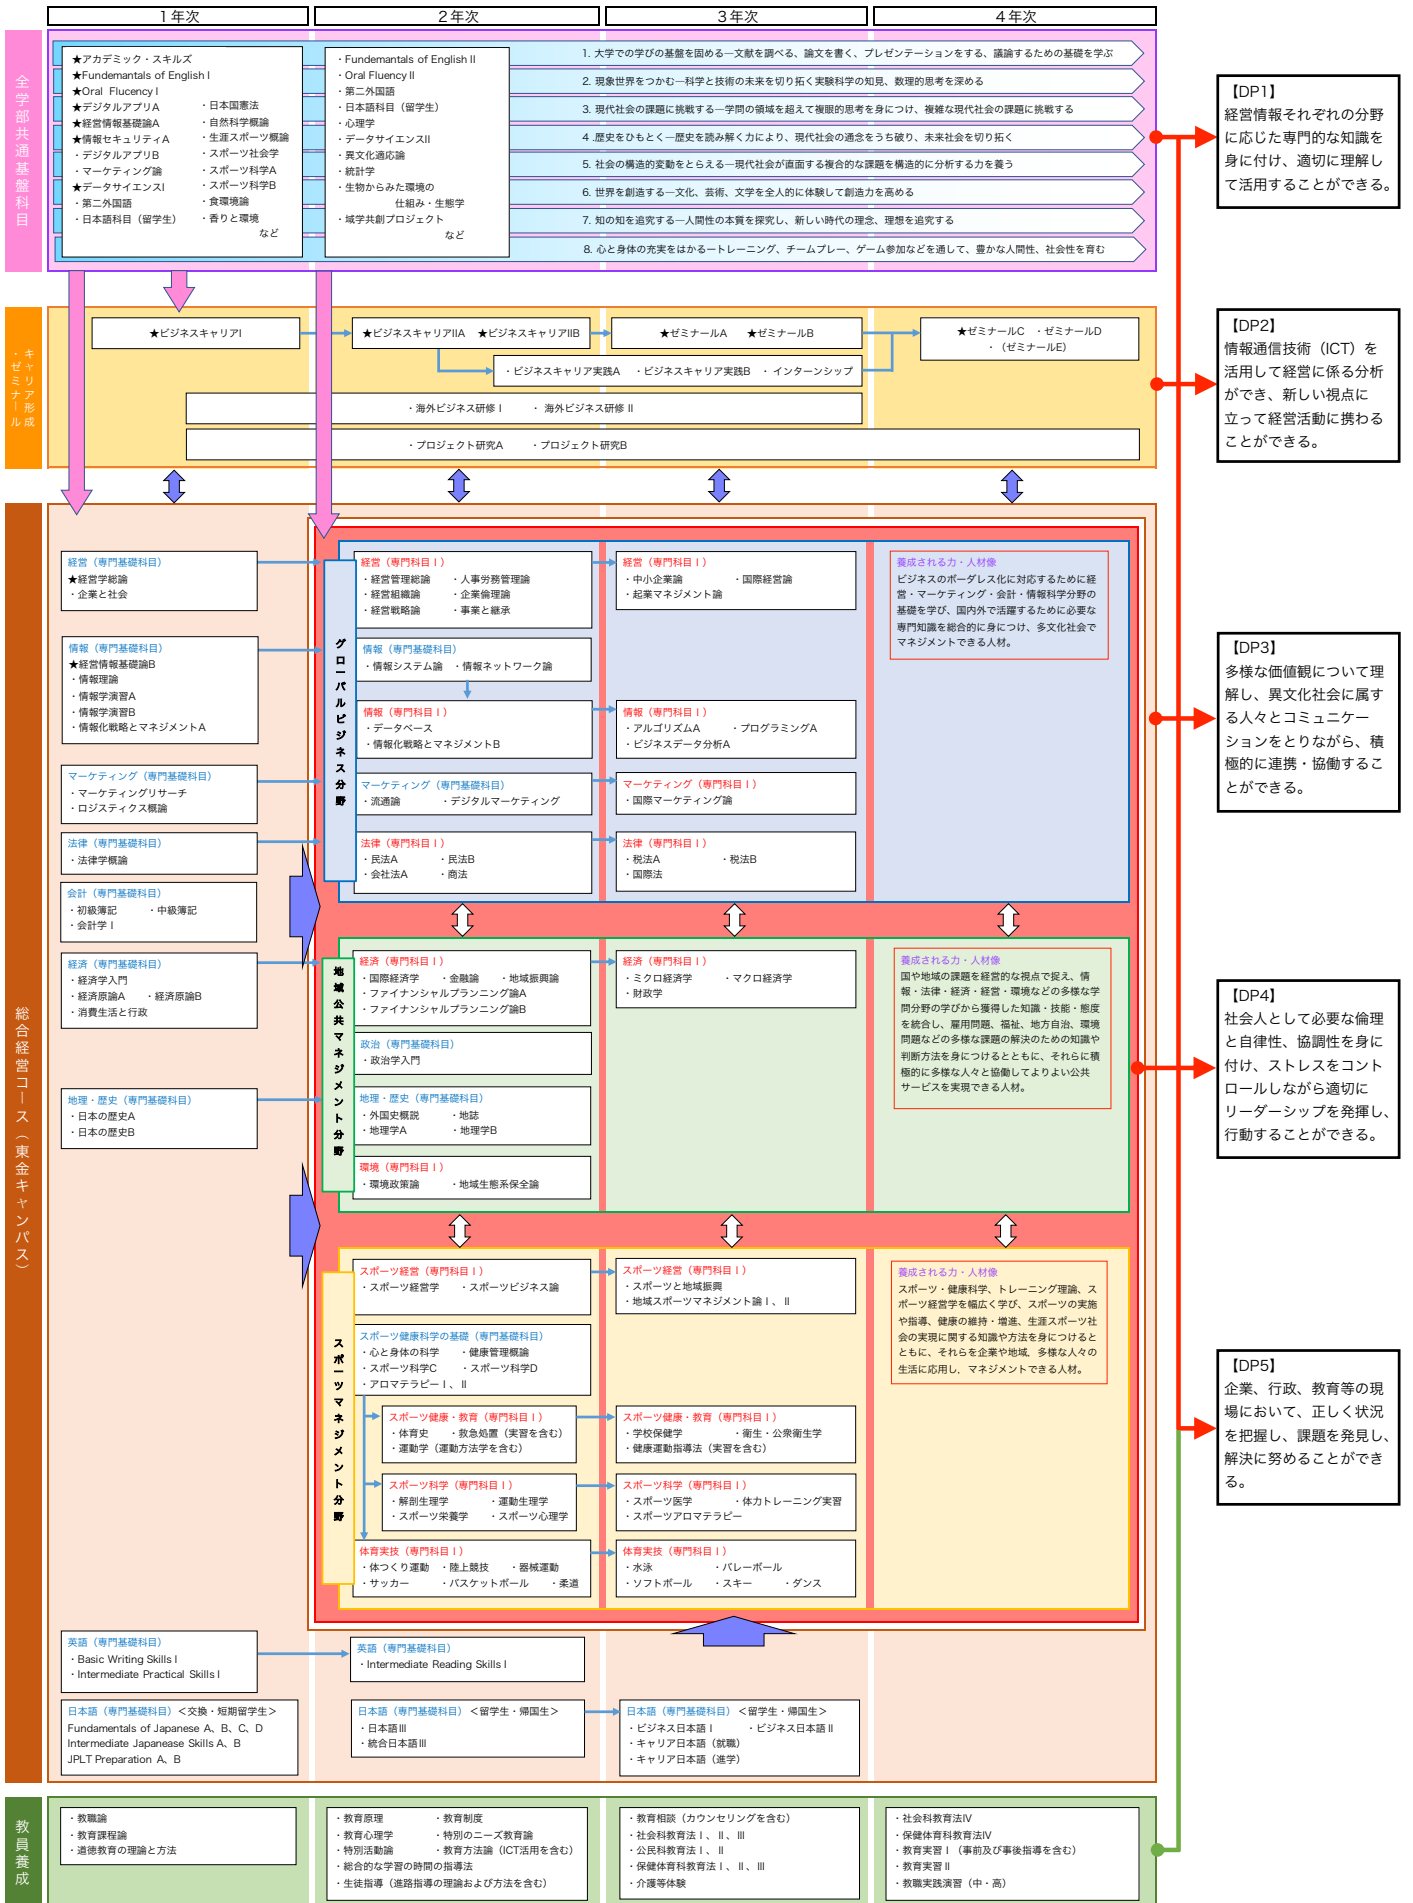 １年次
２年次
３年次
４年次
全学部共通基盤科目
★アカデミック・スキルズ
★Fundemantals of English I
★Oral Flucency I
★デジタルアプリA
★経営情報基礎論A
★情報セキュリティA
・デジタルアプリB
・マーケティング論
★データサイエンスI
・第二外国語
・日本語科目（留学生）
・日本国憲法
・自然科学概論
・生涯スポーツ概論
・スポーツ社会学
・スポーツ科学A
・スポーツ科学B
・食環境論
・香りと環境
など
・Fundemantals of English II
・Oral Fluency II
・第二外国語
・日本語科目（留学生）
・心理学
・データサイエンスII
・異文化適応論
・統計学
・生物からみた環境の
仕組み・生態学
・域学共創プロジェクト
など
1. 大学での学びの基盤を固める―文献を調べる、論文を書く、プレゼンテーションをする、議論するための基礎を学ぶ
2. 現象世界をつかむ―科学と技術の未来を切り拓く実験科学の知見、数理的思考を深める
3. 現代社会の課題に挑戦する―学問の領域を超えて複眼的思考を身につけ、複雑な現代社会の課題に挑戦する
4 .歴史をひもとく―歴史を読み解く力により、現代社会の通念をうち破り、未来社会を切り拓く
5. 社会の構造的変動をとらえる―現代社会が直面する複合的な課題を構造的に分析する力を養う
6. 世界を創造する―文化、芸術、文学を全人的に体験して創造力を高める
7. 知の知を追究する―人間性の本質を探究し、新しい時代の理念、理想を追究する
8. 心と身体の充実をはかるートレーニング、チームプレー、ゲーム参加などを通して、豊かな人間性、社会性を育む
キャリア形成
・ゼミナール
★ビジネスキャリアI
★ビジネスキャリアIIA　★ビジネスキャリアIIB
★ゼミナールA　★ゼミナールB
★ゼミナールC　・ゼミナールD
・（ゼミナールE）
・ビジネスキャリア実践A　・ビジネスキャリア実践B　・インターンシップ
・海外ビジネス研修Ⅰ　・ 海外ビジネス研修Ⅱ
・プロジェクト研究A　・プロジェクト研究B
総合経営コース（東金キャンパス）
経営（専門基礎科目）
★経営学総論
・企業と社会
情報（専門基礎科目）
★経営情報基礎論B
・情報理論
・情報学演習A
・情報学演習B
・情報化戦略とマネジメントA
マーケティング（専門基礎科目）
・マーケティングリサーチ
・ロジスティクス概論
法律（専門基礎科目）
・法律学概論
会計（専門基礎科目）
・初級簿記　・中級簿記
・会計学Ⅰ
経済（専門基礎科目）
・経済学入門
・経済原論A　・経済原論B
・消費生活と行政
地理・歴史（専門基礎科目）
・日本の歴史A
・日本の歴史B
グローバルビジネス分野
経営（専門科目Ⅰ）
・経営管理総論　・人事労務管理論
・経営組織論　・企業倫理論
・経営戦略論　・事業と継承
情報（専門基礎科目）
・情報システム論　・情報ネットワーク論
情報（専門科目Ⅰ）
・データベース
・情報化戦略とマネジメントB
マーケティング（専門基礎科目）
・流通論　・デジタルマーケティング
法律（専門科目Ⅰ）
・民法A　・民法B
・会社法A　・商法
経営（専門科目Ⅰ）
・中小企業論　・国際経営論
・起業マネジメント論
情報（専門科目Ⅰ）
・アルゴリズムA　・プログラミングA
・ビジネスデータ分析A
マーケティング（専門科目Ⅰ）
・国際マーケティング論
法律（専門科目Ⅰ）
・税法A　・税法B
・国際法
養成される力・人材像
ビジネスのボーダレス化に対応するために経
営・マーケティング・会計・情報科学分野の
基礎を学び、国内外で活躍するために必要な
専門知識を総合的に身につけ、多文化社会で
マネジメントできる人材。
地域公共マネジメント分野
経済（専門科目Ⅰ）
・国際経済学　・金融論　・地域振興論
・ファイナンシャルプランニング論A
・ファイナンシャルプランニング論B
政治（専門基礎科目）
・政治学入門
地理・歴史（専門基礎科目）
・外国史概説　・地誌
・地理学A　・地理学B
環境（専門科目Ⅰ）
・環境政策論　・地域生態系保全論
経済（専門科目Ⅰ）
・ミクロ経済学　・マクロ経済学
・財政学
養成される力・人材像
国や地域の課題を経営的な視点で捉え、情
報・法律・経済・経営・環境などの多様な学
問分野の学びから獲得した知識・技能・態度
を統合し、雇用問題、福祉、地方自治、環境
問題などの多様な課題の解決のための知識や
判断方法を身につけるとともに、それらに積
極的に多様な人々と協働してよりよい公共
サービスを実現できる人材。
スポーツマネジメント分野
スポーツ経営（専門科目Ⅰ）
・スポーツ経営学　・スポーツビジネス論
スポーツ健康科学の基礎（専門基礎科目）
・心と身体の科学　・健康管理概論
・スポーツ科学C　・スポーツ科学D
・アロマテラピーⅠ、Ⅱ
スポーツ健康・教育（専門科目Ⅰ）
・体育史　・救急処置（実習を含む）
・運動学（運動方法学を含む）
スポーツ科学（専門科目Ⅰ）
・解剖生理学　・運動生理学
・スポーツ栄養学　・スポーツ心理学
体育実技（専門科目Ⅰ）
・体つくり運動　・陸上競技　・器械運動
・サッカー　・バスケットボール　・柔道
スポーツ経営（専門科目Ⅰ）
・スポーツと地域振興
・地域スポーツマネジメント論Ⅰ、Ⅱ
スポーツ健康・教育（専門科目Ⅰ）
・学校保健学　・衛生・公衆衛生学
・健康運動指導法（実習を含む）
スポーツ科学（専門科目Ⅰ）
・スポーツ医学　・体力トレーニング実習
・スポーツアロマテラピー
体育実技（専門科目Ⅰ）
・水泳　・バレーボール
・ソフトボール　・スキー　・ダンス
養成される力・人材像
スポーツ・健康科学、トレーニング理論、ス
ポーツ経営学を幅広く学び、スポーツの実施
や指導、健康の維持・増進、生涯スポーツ社
会の実現に関する知識や方法を身につけると
ともに、それらを企業や地域、多様な人々の
生活に応用し、マネジメントできる人材。
英語（専門基礎科目）
・Basic Writing Skills I
・Intermediate Practical Skills I
英語（専門基礎科目）
・Intermediate Reading Skills I
日本語（専門基礎科目）＜交換・短期留学生＞
Fundamentals of Japanese A、B、C、D
Intermediate Japanease Skills A、B
JPLT Preparation A、B
日本語（専門基礎科目）＜留学生・帰国生＞
・日本語Ⅲ
・統合日本語Ⅲ
日本語（専門基礎科目）＜留学生・帰国生＞
・ビジネス日本語Ⅰ　・ビジネス日本語Ⅱ
・キャリア日本語（就職）
・キャリア日本語（進学）
教員養成
・教職論
・教育課程論
・道徳教育の理論と方法
・教育原理　・教育制度
・教育心理学　・特別のニーズ教育論
・特別活動論　・教育方法論（ICT活用を含む）
・総合的な学習の時間の指導法
・生徒指導（進路指導の理論および方法を含む）
・教育相談（カウンセリングを含む）
・社会科教育法Ⅰ、Ⅱ、Ⅲ
・公民科教育法Ⅰ、Ⅱ
・保健体育科教育法Ⅰ、Ⅱ、Ⅲ
・介護等体験
・社会科教育法Ⅳ
・保健体育科教育法Ⅳ
・教育実習Ⅰ（事前及び事後指導を含む）
・教育実習Ⅱ
・教職実践演習（中・高）
【DP1】
経営情報それぞれの分野
に応じた専門的な知識を
身に付け、適切に理解し
て活用することができる。
【DP2】
情報通信技術（ICT）を
活用して経営に係る分析
ができ、新しい視点に
立って経営活動に携わる
ことができる。
【DP3】
多様な価値観について理
解し、異文化社会に属す
る人々とコミュニケー
ションをとりながら、積
極的に連携・協働するこ
とができる。
【DP4】
社会人として必要な倫理
と自律性、協調性を身に
付け、ストレスをコント
ロールしながら適切に
リーダーシップを発揮し、
行動することができる。
【DP5】
企業、行政、教育等の現
場において、正しく状況
を把握し、課題を発見し、
解決に努めることができ
る。